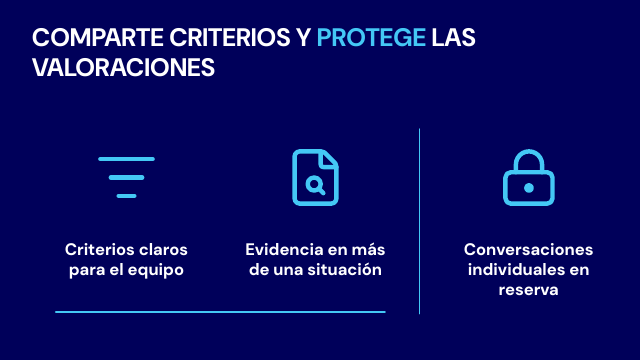 COMPARTE CRITERIOS Y PROTEGE LAS
VALORACIONES
Criterios claros
para el equipo
Evidencia en más
de una situación
Conversaciones
individuales en
reserva